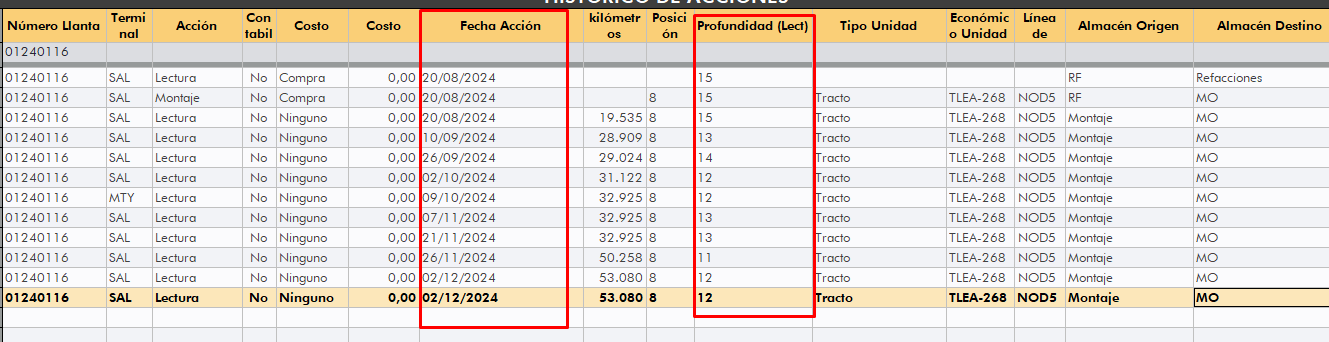 HISTÓRICO DE ACCIONES
Número Llanta Termi nal Acción Con tabil Costo Costo Fecha Acción kilómetr os Posici ón Profundidad (Lect) Tipo Unidad Económic o Unidad Línea de Almacén Origen Almacén Destino
01240116
01240116 SAL Lectura No Compra 0,00 20/08/2024 15 RF Refacciones
01240116 SAL Montaje No Compra 0,00 20/08/2024 8 15 Tracto TLEA-268 NOD5 RF MO
01240116 SAL Lectura No Ninguno 0,00 20/08/2024 19.535 8 15 Tracto TLEA-268 NOD5 Montaje MO
01240116 SAL Lectura No Ninguno 0,00 10/09/2024 28.909 8 13 Tracto TLEA-268 NOD5 Montaje MO
01240116 SAL Lectura No Ninguno 0,00 26/09/2024 29.024 8 14 Tracto TLEA-268 NOD5 Montaje MO
01240116 SAL Lectura No Ninguno 0,00 02/10/2024 31.122 8 12 Tracto TLEA-268 NOD5 Montaje MO
01240116 MTY Lectura No Ninguno 0,00 09/10/2024 32.925 8 12 Tracto TLEA-268 NOD5 Montaje MO
01240116 SAL Lectura No Ninguno 0,00 07/11/2024 32.925 8 13 Tracto TLEA-268 NOD5 Montaje MO
01240116 SAL Lectura No Ninguno 0,00 21/11/2024 32.925 8 13 Tracto TLEA-268 NOD5 Montaje MO
01240116 SAL Lectura No Ninguno 0,00 26/11/2024 50.258 8 11 Tracto TLEA-268 NOD5 Montaje MO
01240116 SAL Lectura No Ninguno 0,00 02/12/2024 53.080 8 12 Tracto TLEA-268 NOD5 Montaje MO
01240116 SAL Lectura No Ninguno 0,00 02/12/2024 53.080 8 12 Tracto TLEA-268 NOD5 Montaje MO